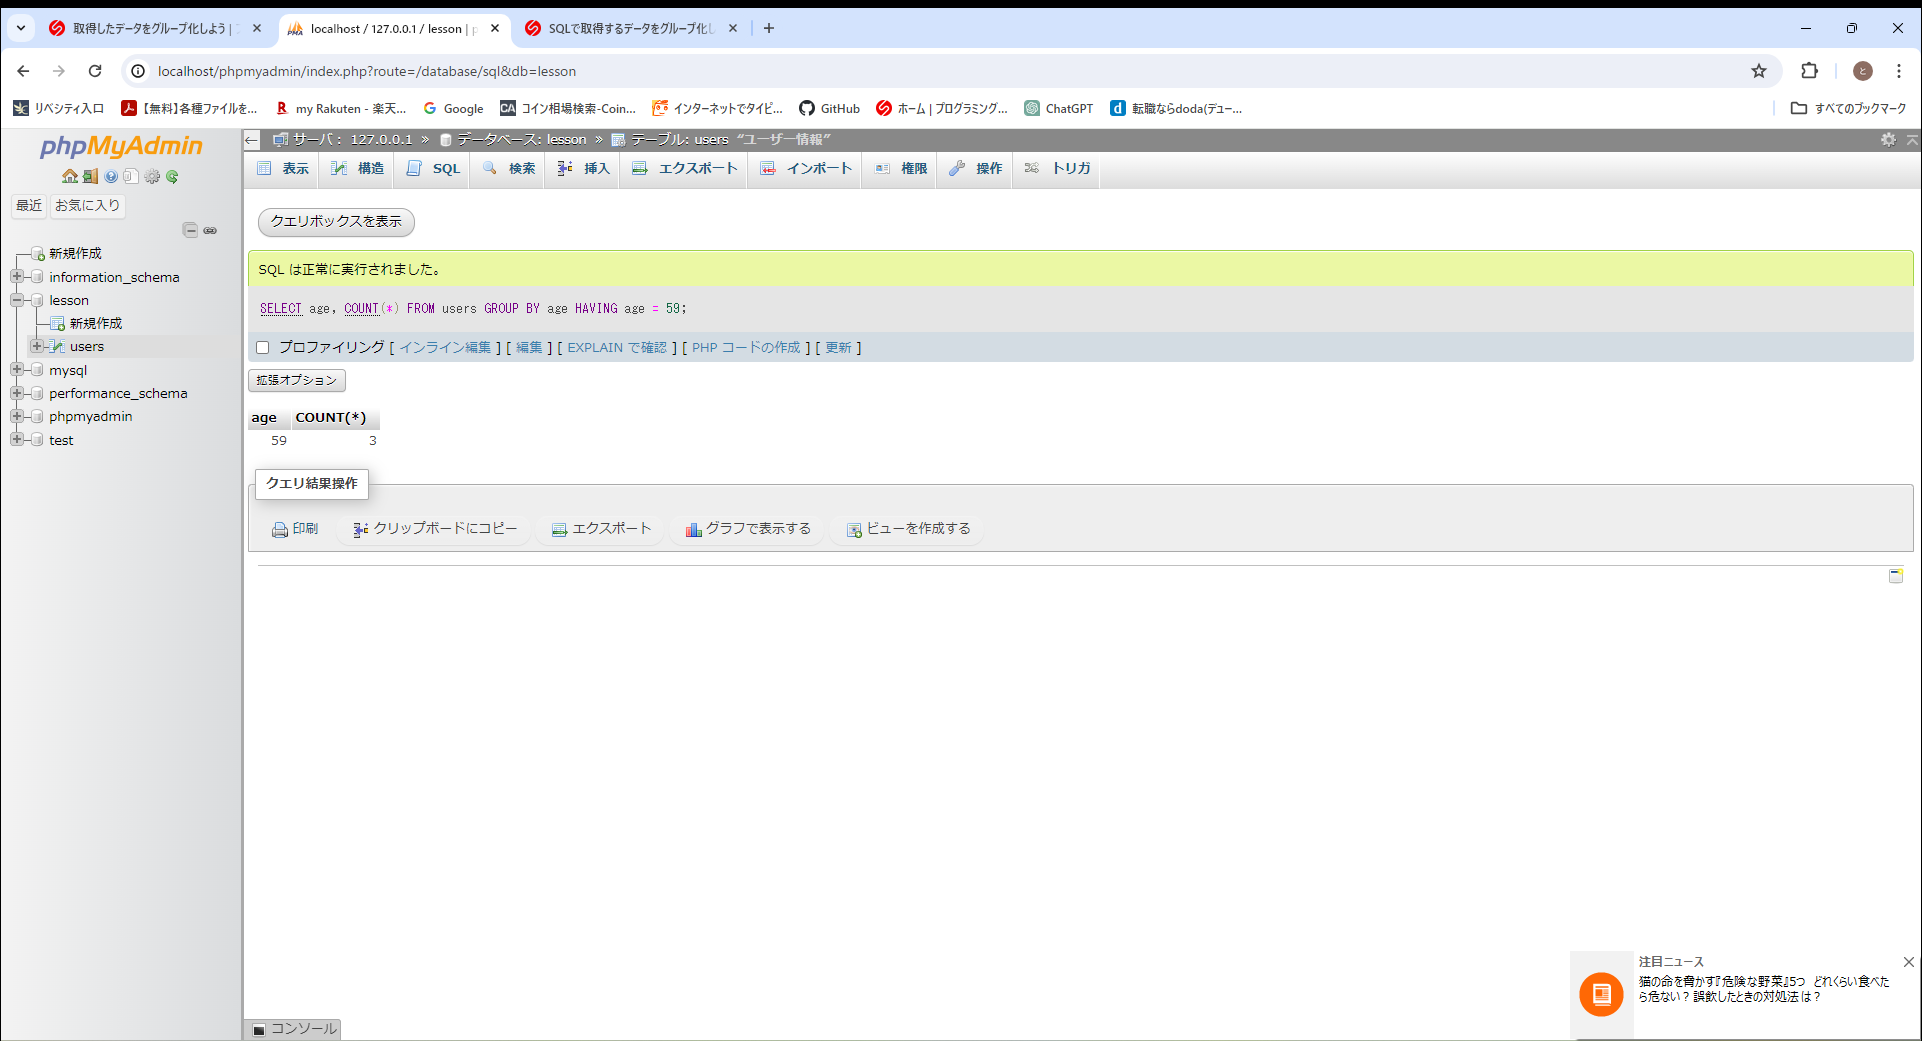 取得したデータをグループ化しよう |
localhost / 127.0.0.1 / lesson | p
SQLで取得するデータをグループ化し
localhost/phpmyadmin/index.php?route=/database/sql&db=lesson
リベシティ入口
【無料】各種ファイルを...
my Rakuten - 楽天...
Google
コイン相場検索-Coin...
インターネットでタイピ...
GitHub
ホーム | プログラミング...
ChatGPT
転職ならdoda(デュー...
すべてのブックマーク
phpMyAdmin
最近 お気に入り
新規作成
information_schema
lesson
新規作成
users
mysql
performance_schema
phpmyadmin
test
サーバ: 127.0.0.1 » データベース: lesson » テーブル: users “ユーザー情報”
表示 構造 SQL 検索 挿入 エクスポート インポート 権限 操作 トリガ
クエリボックスを表示
SQL は正常に実行されました。
SELECT age, COUNT(*) FROM users GROUP BY age HAVING age = 59;
プロファイリング [ インライン編集 ] [ 編集 ] [ EXPLAIN で確認 ] [ PHP コードの作成 ] [ 更新 ]
拡張オプション
age COUNT(*)
59 3
クエリ結果操作
印刷 クリップボードにコピー エクスポート グラフで表示する ビューを作成する
コンソール
注目ニュース
猫の命を脅かす『危険な野菜』5つ どれくらい食べた
ら危ない？誤飲したときの対処法は？